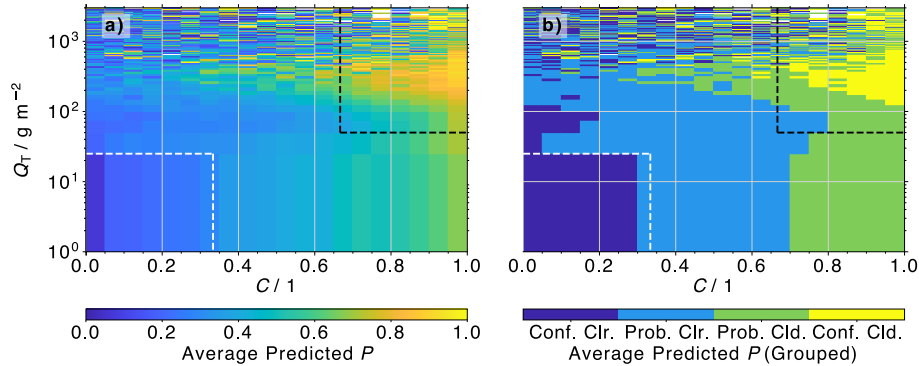 a)
b)
Q_T / g m⁻²
10³
10²
10¹
10⁰
0.0 0.2 0.4 0.6 0.8 1.0
C / 1
0.0 0.2 0.4 0.6 0.8 1.0
C / 1
0.0 0.2 0.4 0.6 0.8 1.0
Average Predicted P
Conf. Clr. Prob. Clr. Prob. Cld. Conf. Cld.
Average Predicted P (Grouped)